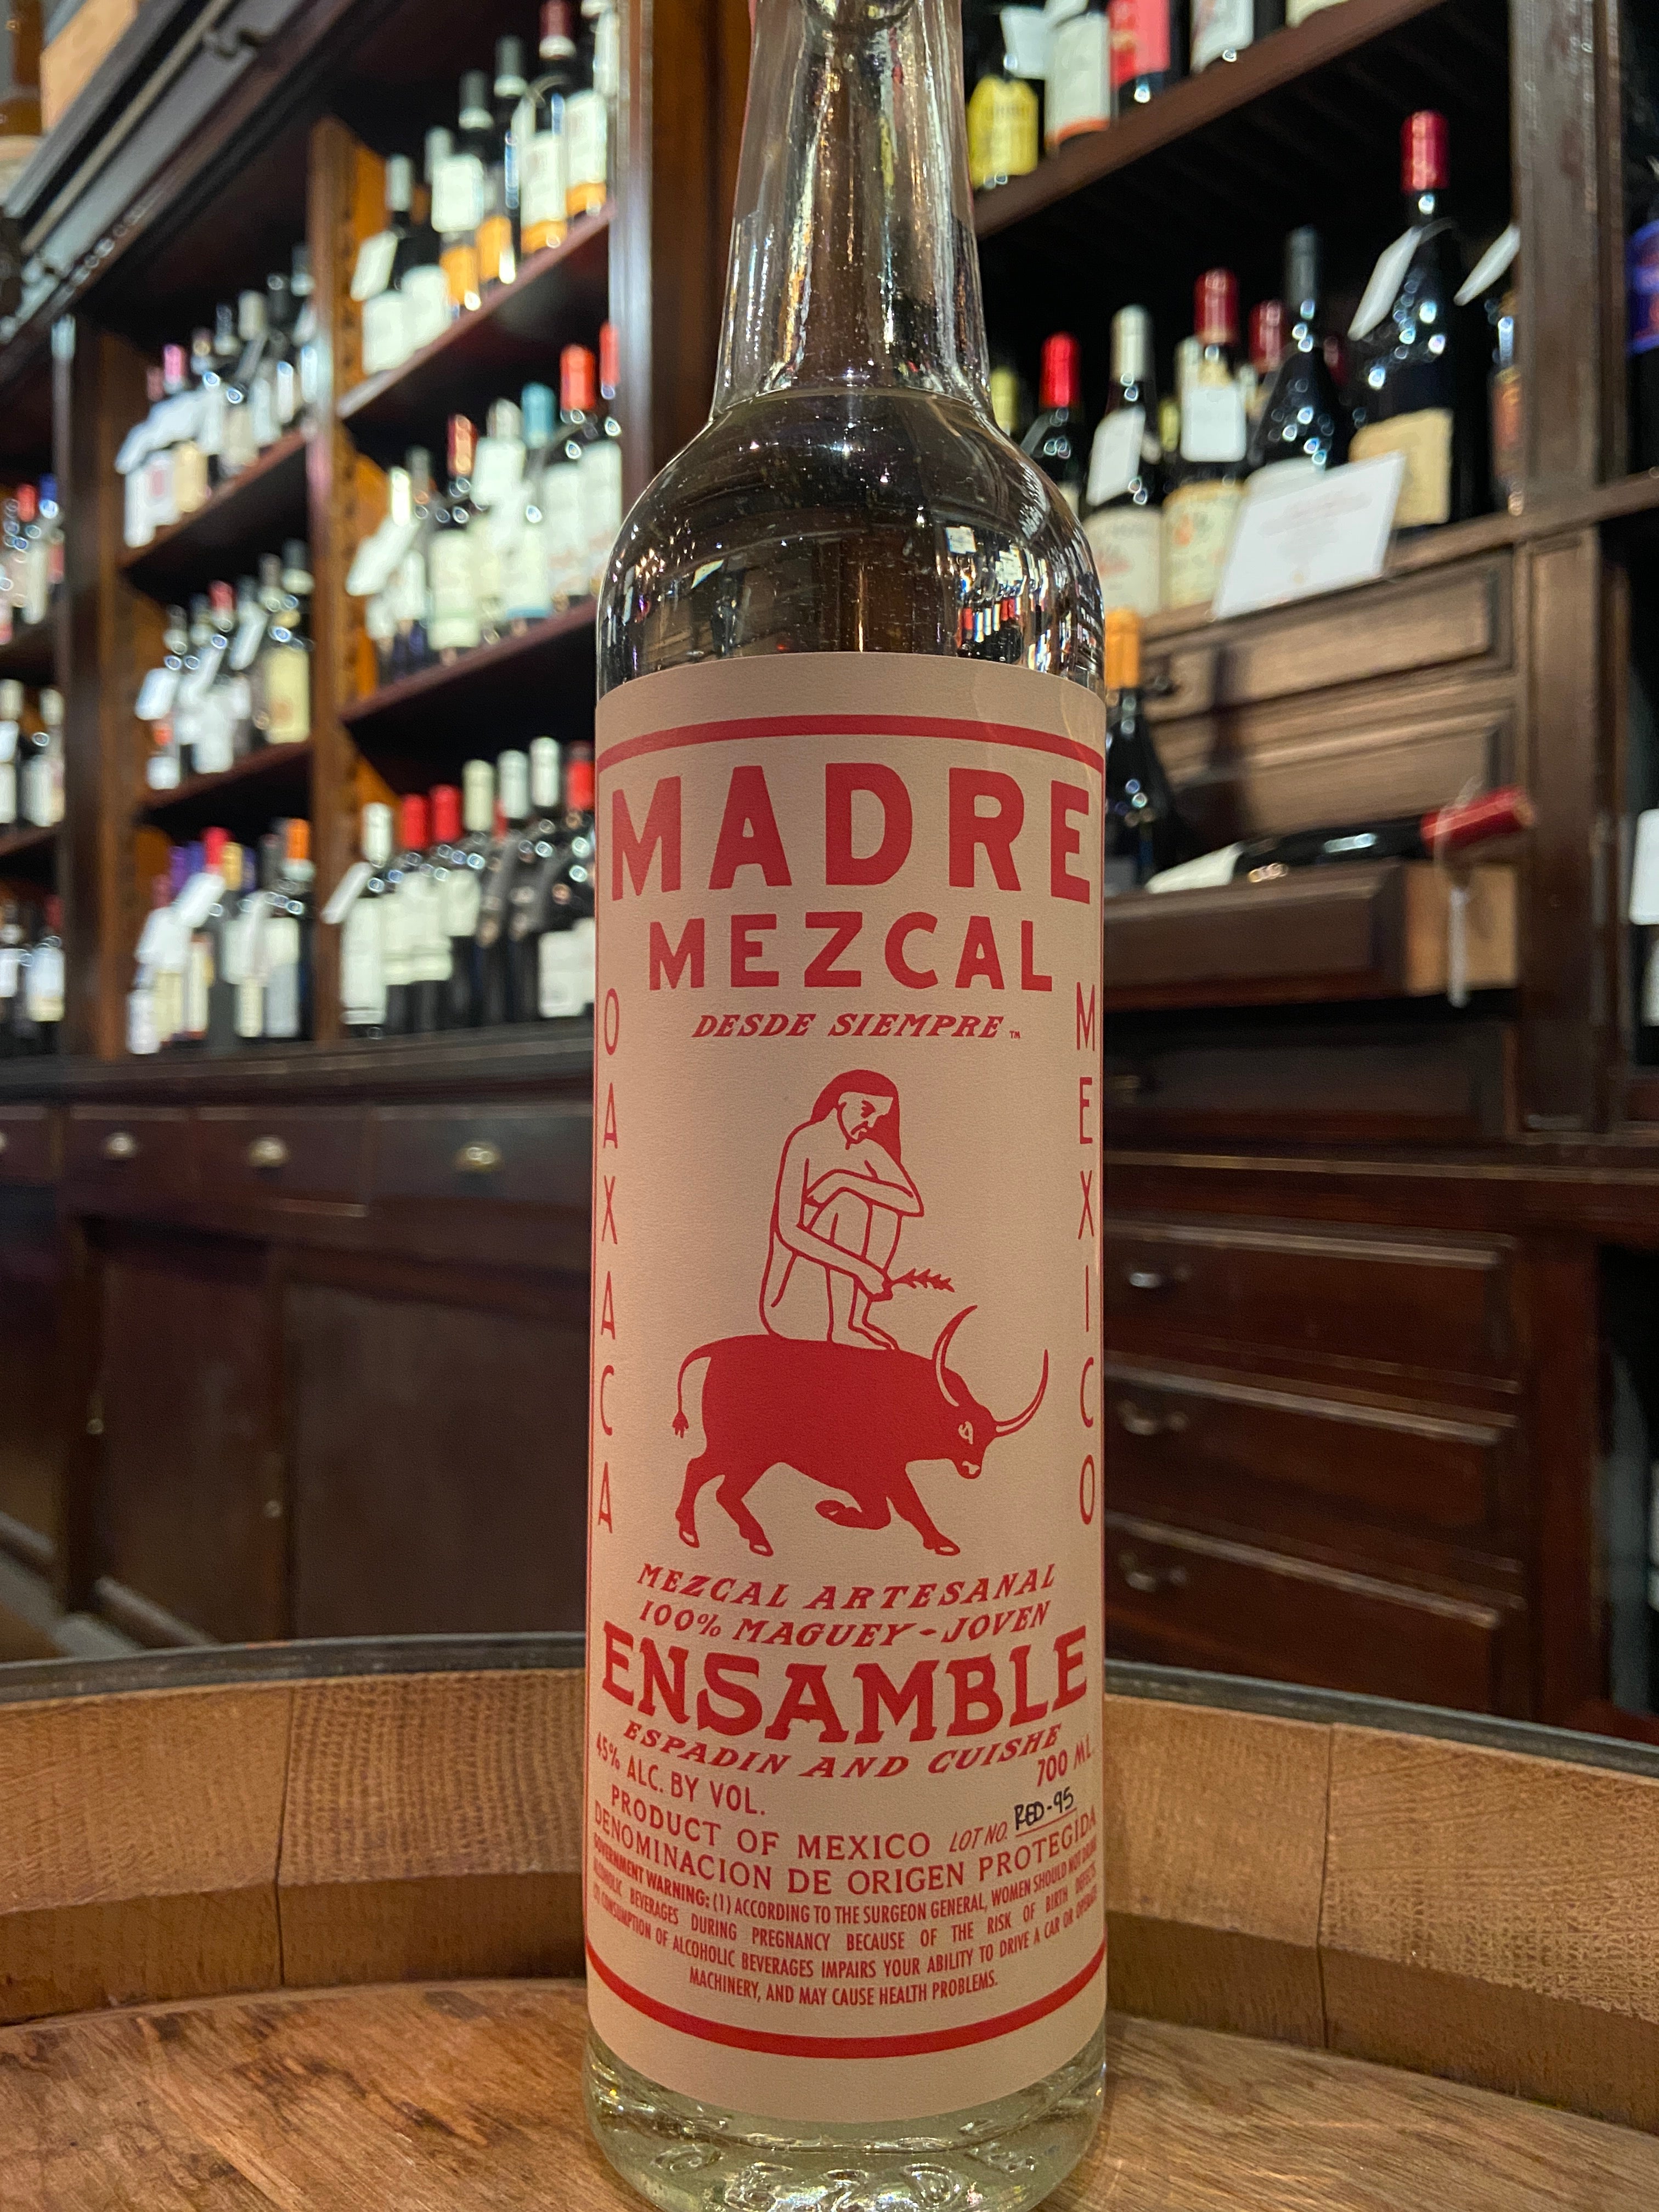 MADRE
MEZCAL
DESDE SIEMPRE™
OAXACA
MEXICO
MEZCAL ARTESANAL
100% MAGUEY - JOVEN
ENSAMBLE
ESPADIN AND CUISHE
45% ALC. BY VOL.
700 ML.
PRODUCT OF MEXICO
LOT NO. RED-95
DENOMINACION DE ORIGEN PROTEGIDA
GOVERNMENT WARNING: (1) ACCORDING TO THE SURGEON GENERAL, WOMEN SHOULD NOT DRINK
ALCOHOLIC BEVERAGES DURING PREGNANCY BECAUSE OF THE RISK OF BIRTH DEFECTS.
(2) CONSUMPTION OF ALCOHOLIC BEVERAGES IMPAIRS YOUR ABILITY TO DRIVE A CAR OR OPERATE
MACHINERY, AND MAY CAUSE HEALTH PROBLEMS.